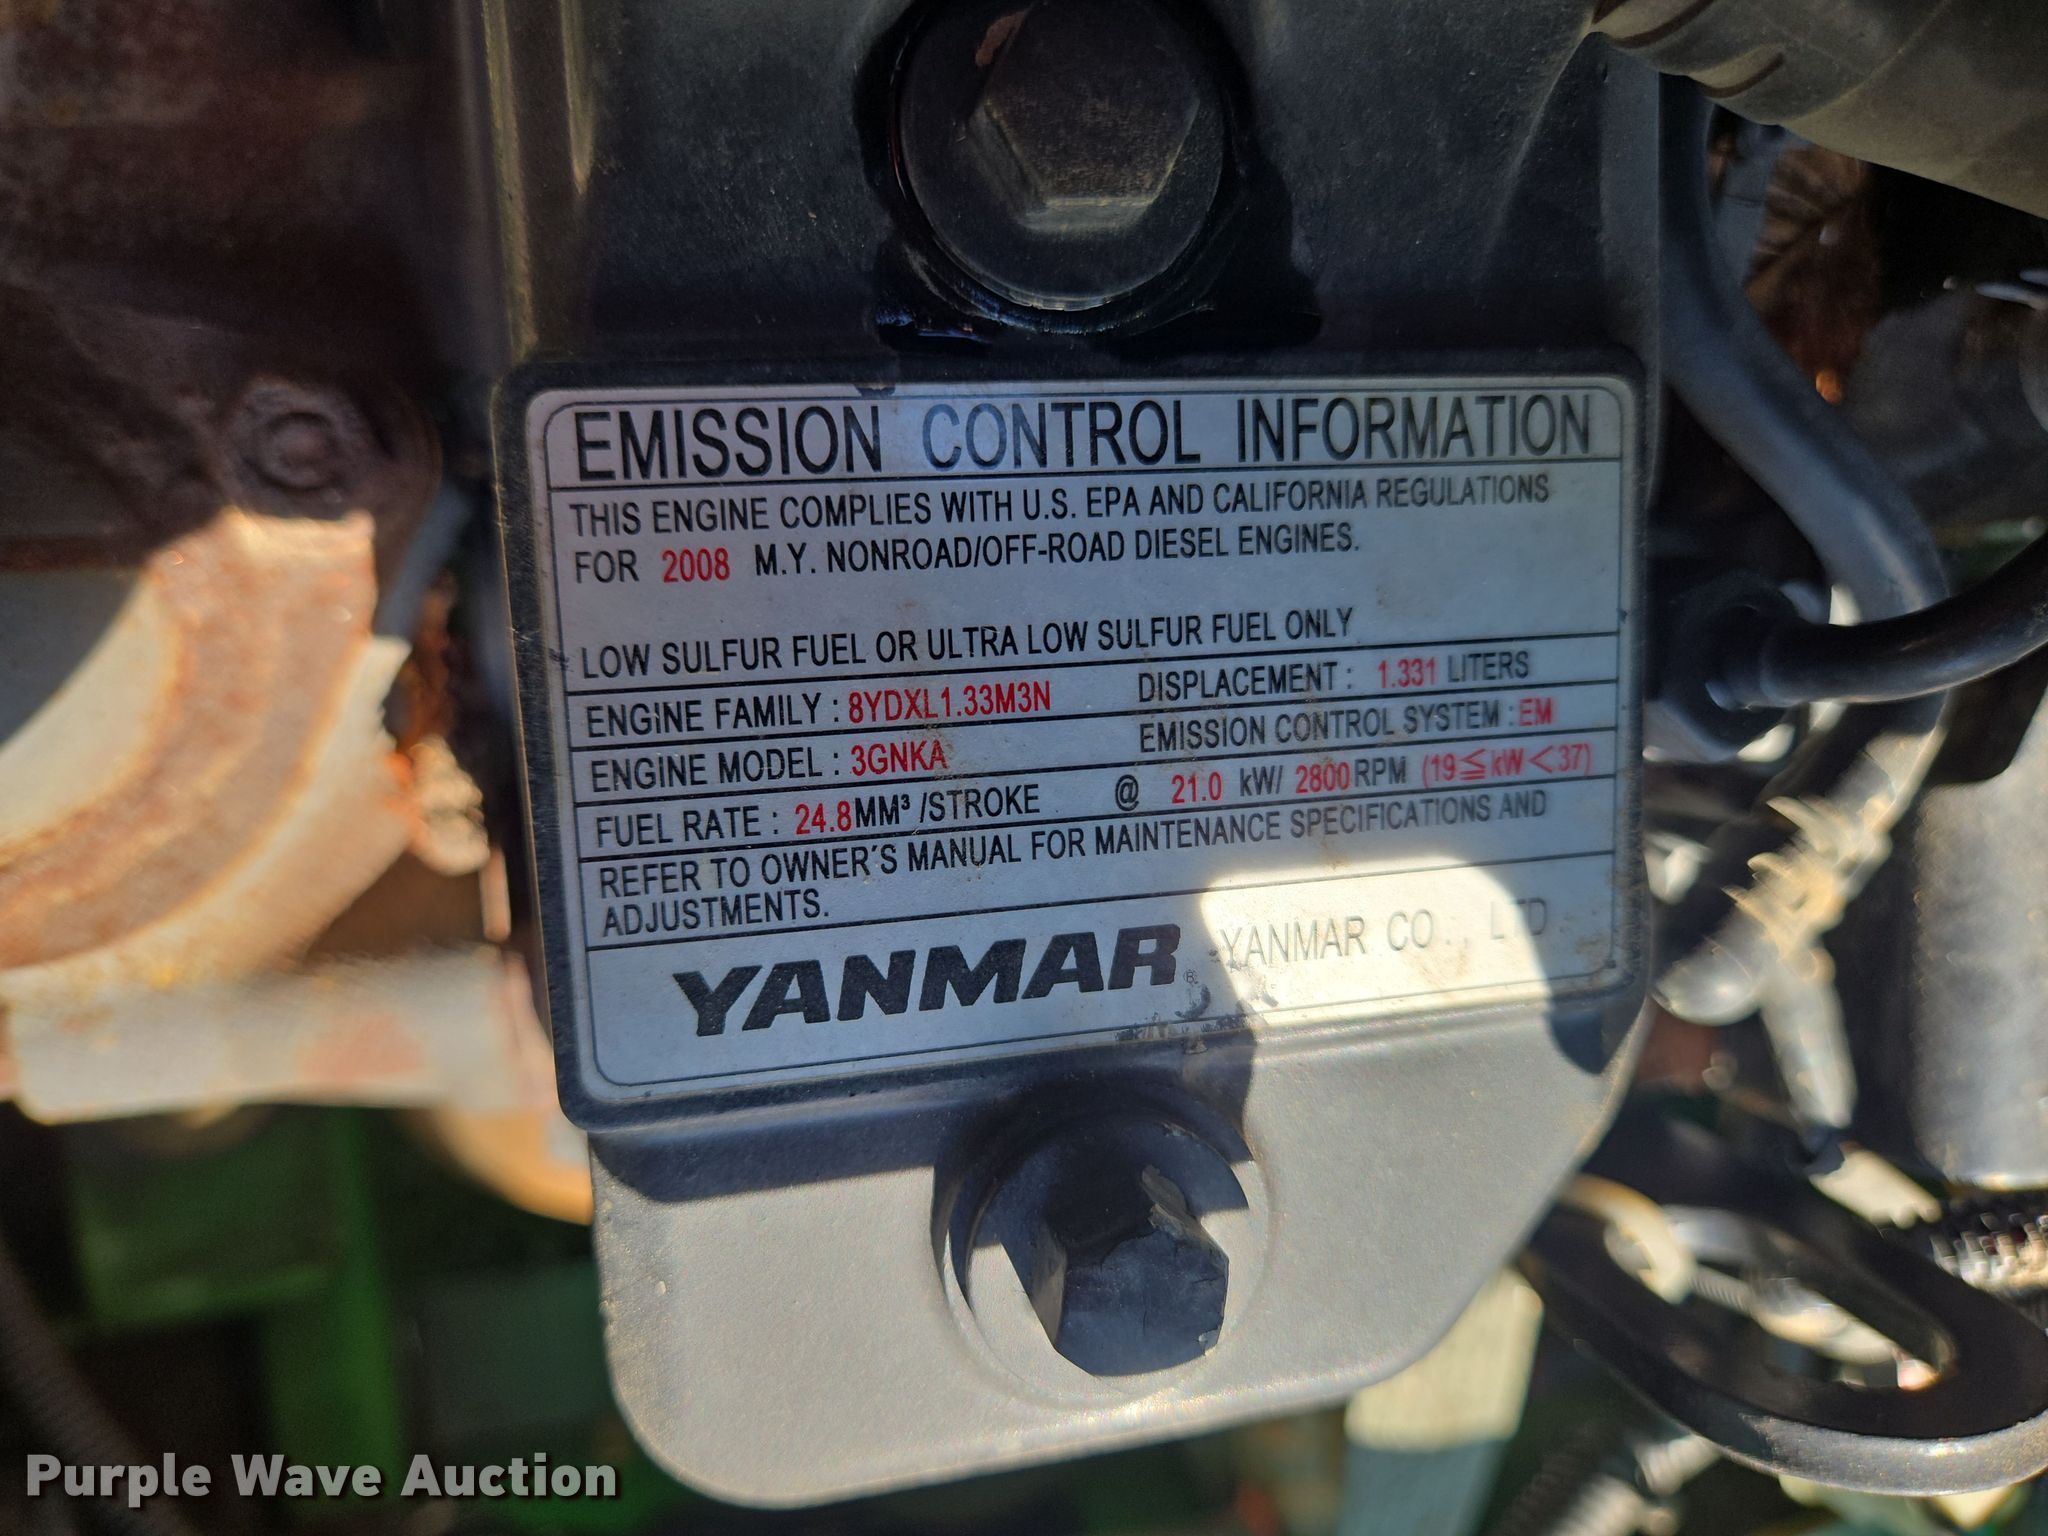 EMISSION CONTROL INFORMATION
THIS ENGINE COMPLIES WITH U.S. EPA AND CALIFORNIA REGULATIONS
FOR 2008 M.Y. NONROAD/OFF-ROAD DIESEL ENGINES.
LOW SULFUR FUEL OR ULTRA LOW SULFUR FUEL ONLY
ENGINE FAMILY : 8YDXL1.33M3N DISPLACEMENT : 1.331 LITERS
ENGINE MODEL : 3GNKA EMISSION CONTROL SYSTEM : EM
FUEL RATE : 24.8MM³ /STROKE @ 21.0 kW/ 2800RPM (19≦kW<37)
REFER TO OWNER'S MANUAL FOR MAINTENANCE SPECIFICATIONS AND
ADJUSTMENTS.
YANMAR® YANMAR CO., LTD
Purple Wave Auction